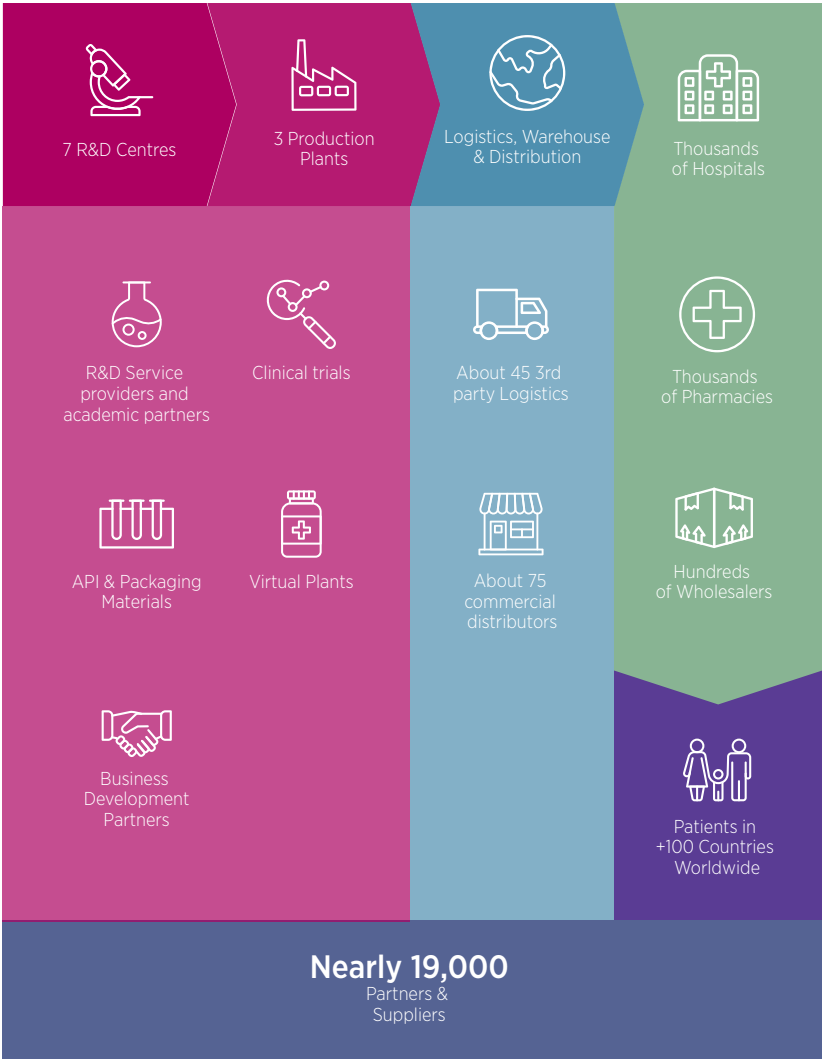 7 R&D Centres
3 Production
Plants
Logistics, Warehouse
& Distribution
Thousands
of Hospitals
R&D Service
providers and
academic partners
Clinical trials
About 45 3rd
party Logistics
Thousands
of Pharmacies
API & Packaging
Materials
Virtual Plants
About 75
commercial
distributors
Hundreds
of Wholesalers
Business
Development
Partners
Patients in
+100 Countries
Worldwide
Nearly 19,000
Partners &
Suppliers